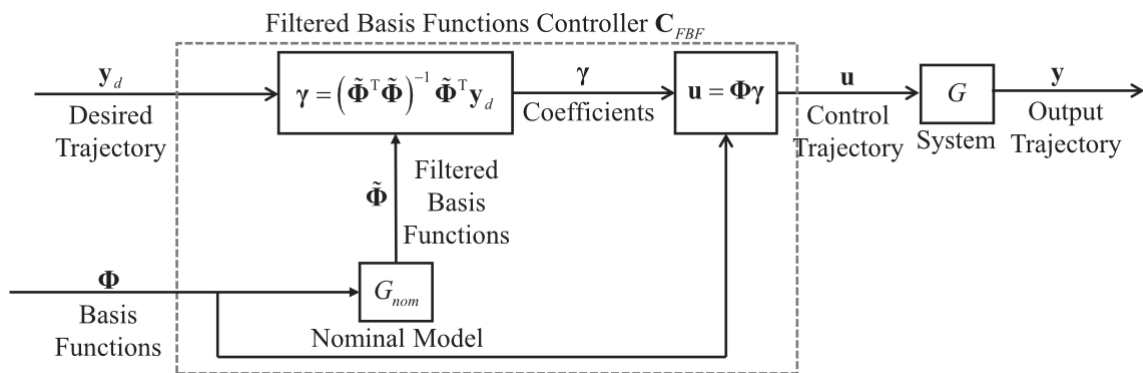 Filtered Basis Functions Controller C_FBF
y_d
Desired
Trajectory
γ = (Φ̃ᵀΦ̃)⁻¹ Φ̃ᵀy_d
γ
Coefficients
u = Φγ
u
Control
Trajectory
G
System
y
Output
Trajectory
Φ̃
Filtered
Basis
Functions
Φ
Basis
Functions
G_nom
Nominal Model